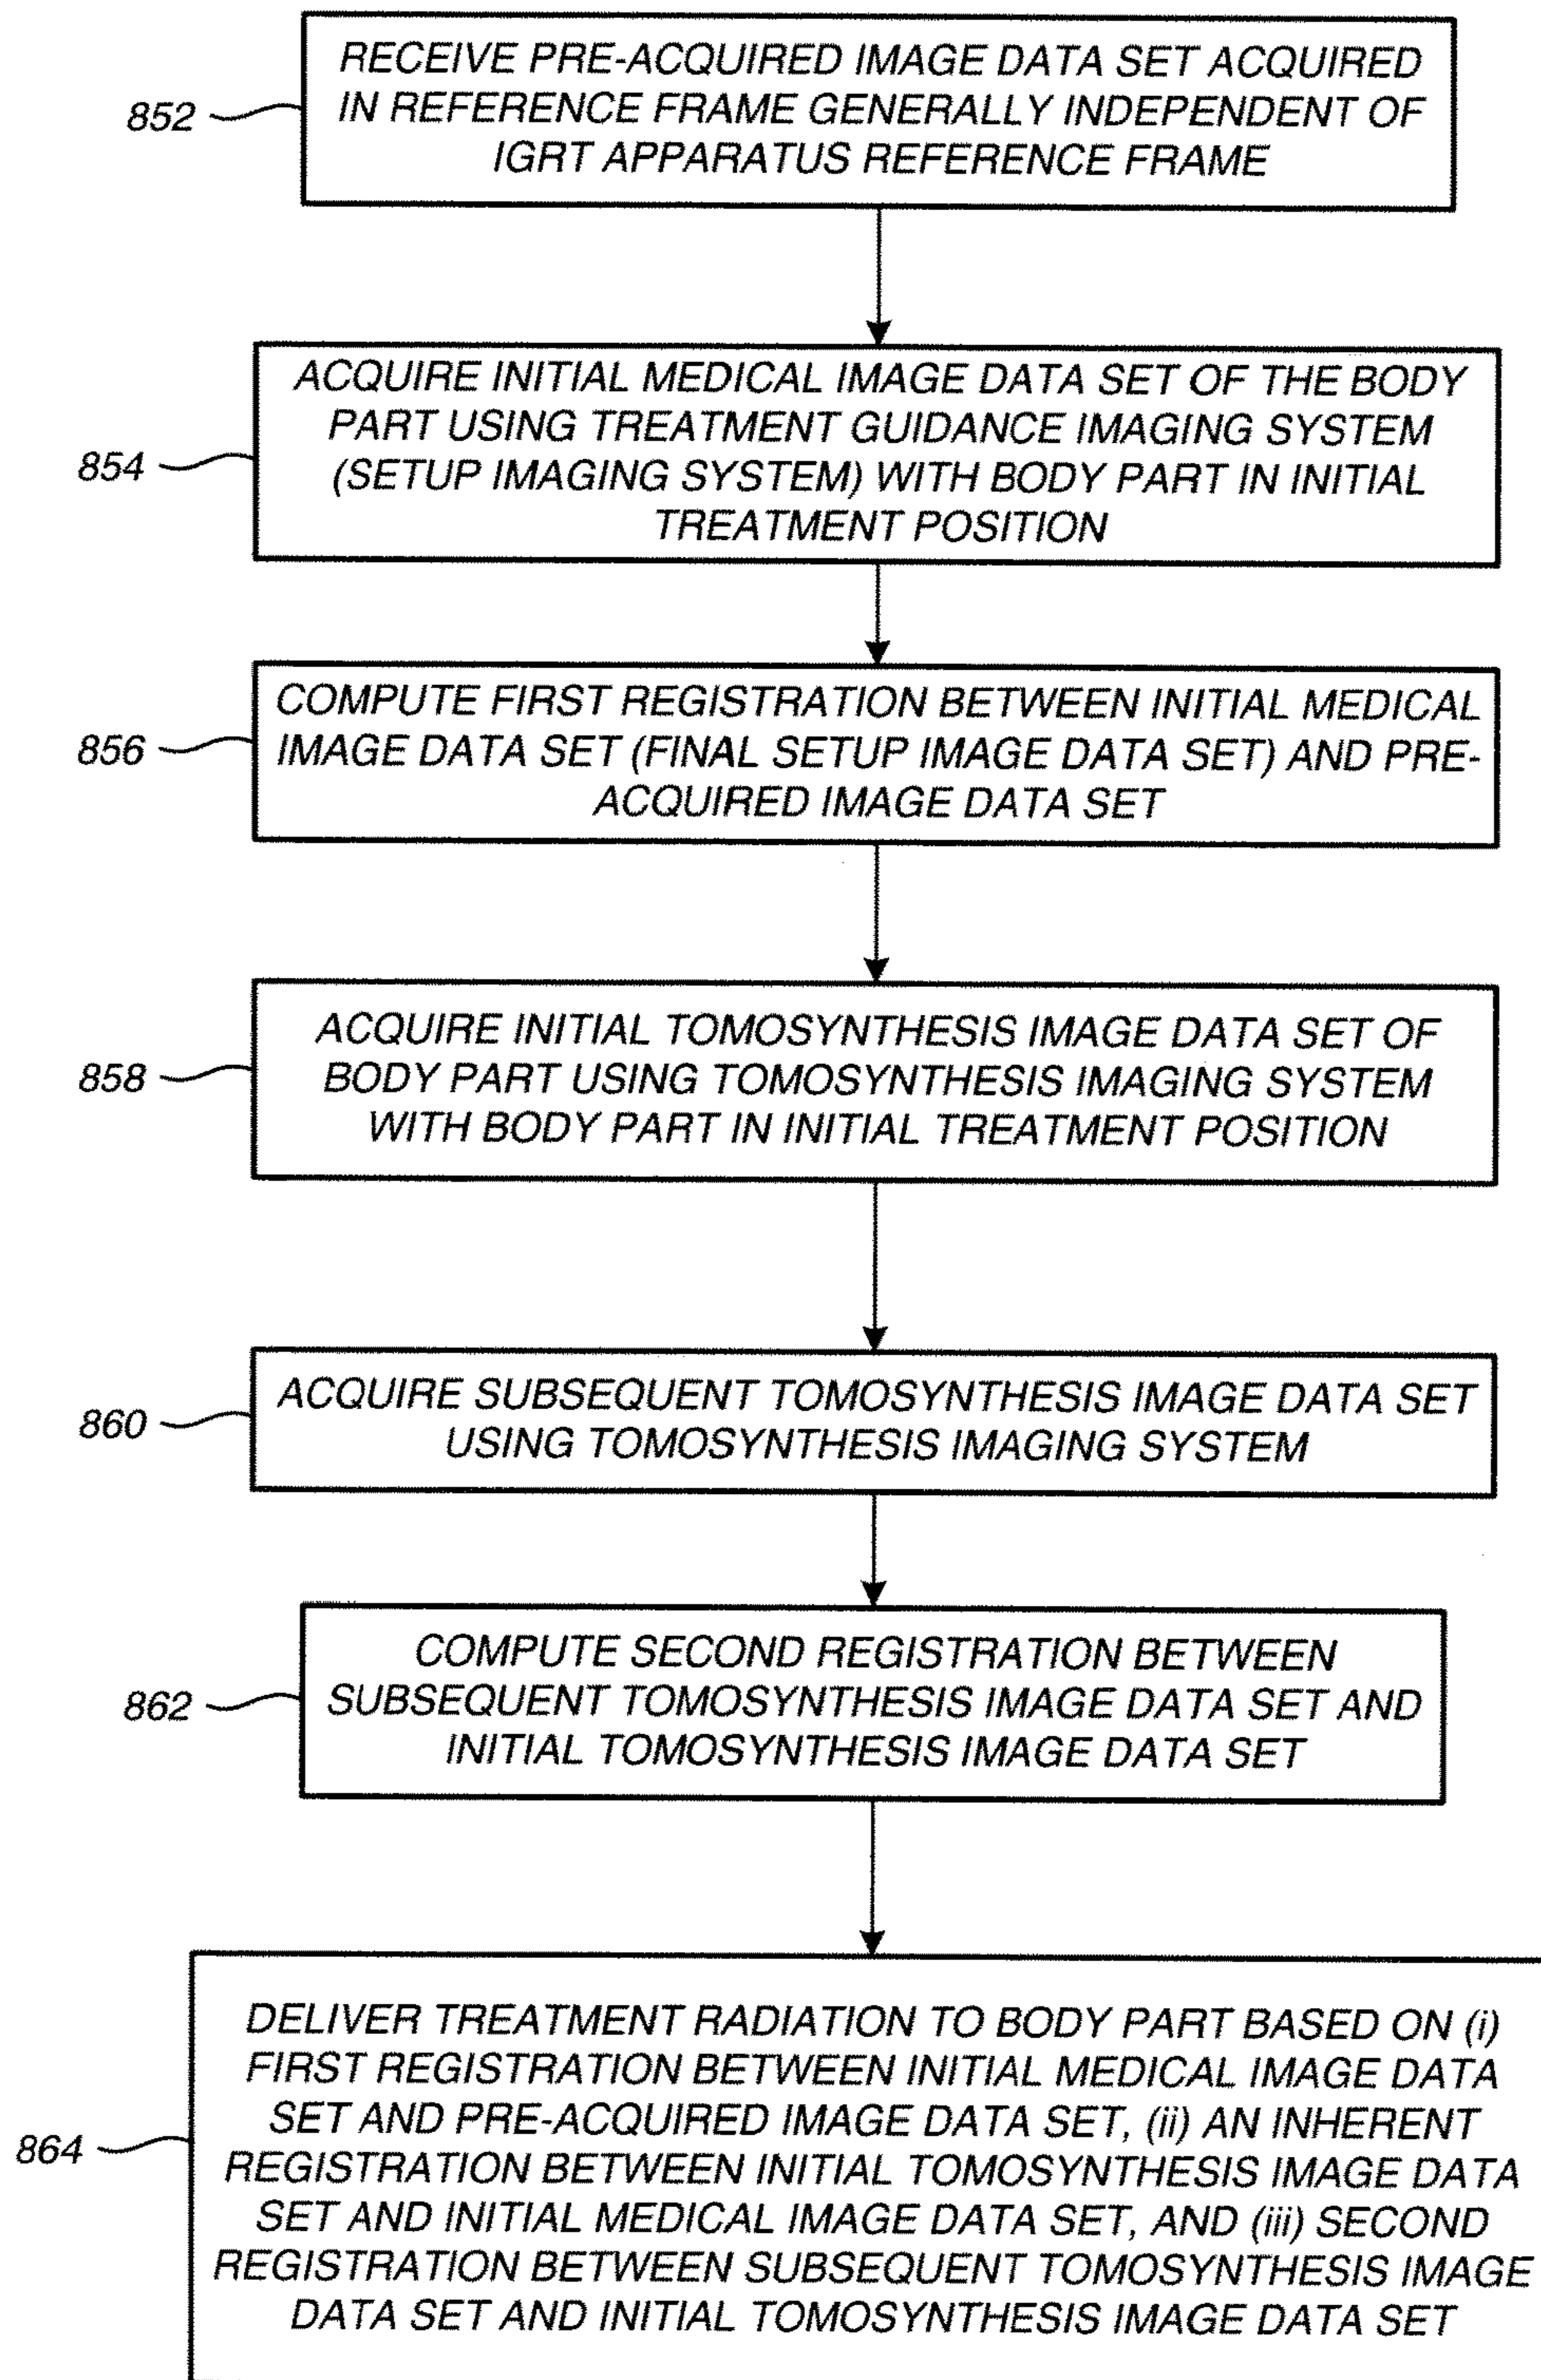 RECEIVE PRE-ACQUIRED IMAGE DATA SET ACQUIRED
IN REFERENCE FRAME GENERALLY INDEPENDENT OF
IGRT APPARATUS REFERENCE FRAME
852
ACQUIRE INITIAL MEDICAL IMAGE DATA SET OF THE BODY
PART USING TREATMENT GUIDANCE IMAGING SYSTEM
(SETUP IMAGING SYSTEM) WITH BODY PART IN INITIAL
TREATMENT POSITION
854
COMPUTE FIRST REGISTRATION BETWEEN INITIAL MEDICAL
IMAGE DATA SET (FINAL SETUP IMAGE DATA SET) AND PRE-
ACQUIRED IMAGE DATA SET
856
ACQUIRE INITIAL TOMOSYNTHESIS IMAGE DATA SET OF
BODY PART USING TOMOSYNTHESIS IMAGING SYSTEM
WITH BODY PART IN INITIAL TREATMENT POSITION
858
ACQUIRE SUBSEQUENT TOMOSYNTHESIS IMAGE DATA SET
USING TOMOSYNTHESIS IMAGING SYSTEM
860
COMPUTE SECOND REGISTRATION BETWEEN
SUBSEQUENT TOMOSYNTHESIS IMAGE DATA SET AND
INITIAL TOMOSYNTHESIS IMAGE DATA SET
862
DELIVER TREATMENT RADIATION TO BODY PART BASED ON (i)
FIRST REGISTRATION BETWEEN INITIAL MEDICAL IMAGE DATA
SET AND PRE-ACQUIRED IMAGE DATA SET, (ii) AN INHERENT
REGISTRATION BETWEEN INITIAL TOMOSYNTHESIS IMAGE DATA
SET AND INITIAL MEDICAL IMAGE DATA SET, AND (iii) SECOND
REGISTRATION BETWEEN SUBSEQUENT TOMOSYNTHESIS IMAGE
DATA SET AND INITIAL TOMOSYNTHESIS IMAGE DATA SET
864